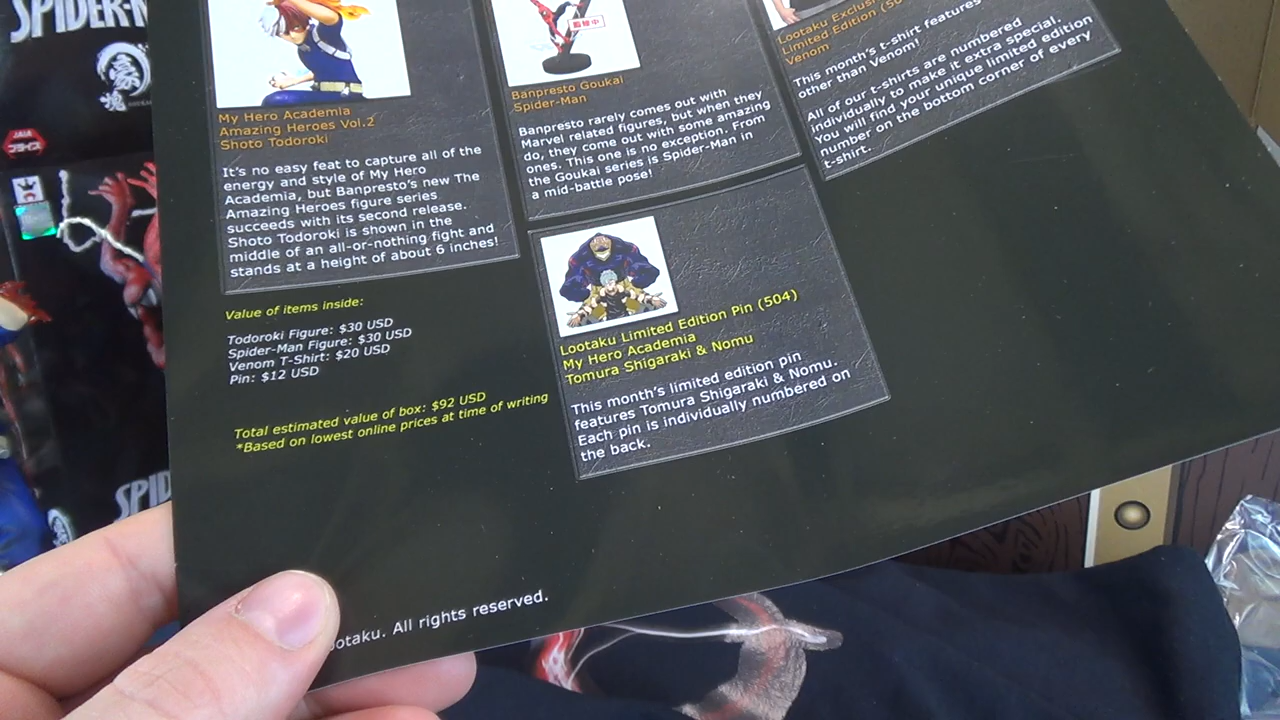 SPIDER-
My Hero Academia
Amazing Heroes Vol.2
Shoto Todoroki
It's no easy feat to capture all of the
energy and style of My Hero
Academia, but Banpresto's new The
Amazing Heroes figure series
succeeds with its second release.
Shoto Todoroki is shown in the
middle of an all-or-nothing fight and
stands at a height of about 6 inches!
Value of items inside:
Todoroki Figure: $30 USD
Spider-Man Figure: $30 USD
Venom T-Shirt: $20 USD
Pin: $12 USD
Total estimated value of box: $92 USD
*Based on lowest online prices at time of writing
監修中
Banpresto Goukai
Spider-Man
Banpresto rarely comes out with
Marvel related figures, but when they
do, they come out with some amazing
ones. This one is no exception. From
the Goukai series is Spider-Man in
a mid-battle pose!
Lootaku Limited Edition Pin (504)
My Hero Academia
Tomura Shigaraki & Nomu
This month's limited edition pin
features Tomura Shigaraki & Nomu.
Each pin is individually numbered on
the back.
Lootaku
Limited Edition
Venom
This month's t-shirt features
other than Venom!
All of our t-shirts are numbered
individually to make it extra special.
You will find your unique limited edition
number on the bottom corner of every
t-shirt.
ootaku. All rights reserved.
SPID